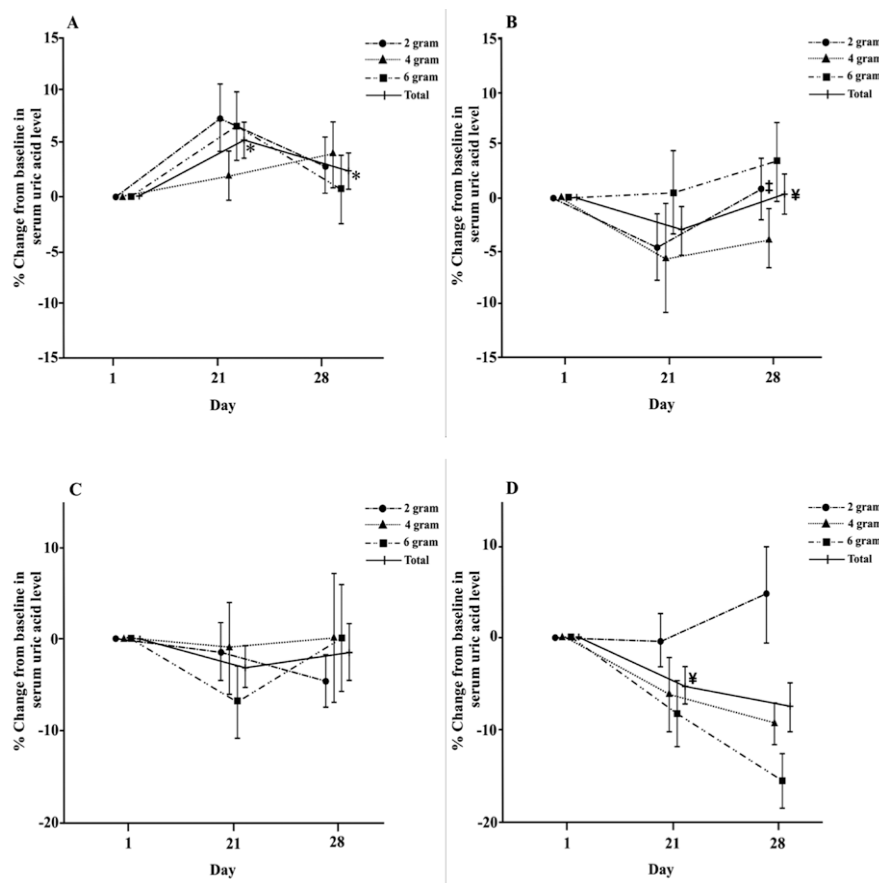 A
2 gram
4 gram
6 gram
Total
% Change from baseline in
serum uric acid level
15
10
5
0
-5
-10
-15
*
*
1
21
28
Day
B
2 gram
4 gram
6 gram
Total
% Change from baseline in
serum uric acid level
15
10
5
0
-5
-10
-15
‡
¥
1
21
28
Day
C
2 gram
4 gram
6 gram
Total
% Change from baseline in
serum uric acid level
10
0
-10
-20
1
21
28
Day
D
2 gram
4 gram
6 gram
Total
% Change from baseline in
serum uric acid level
10
0
-10
-20
¥
1
21
28
Day